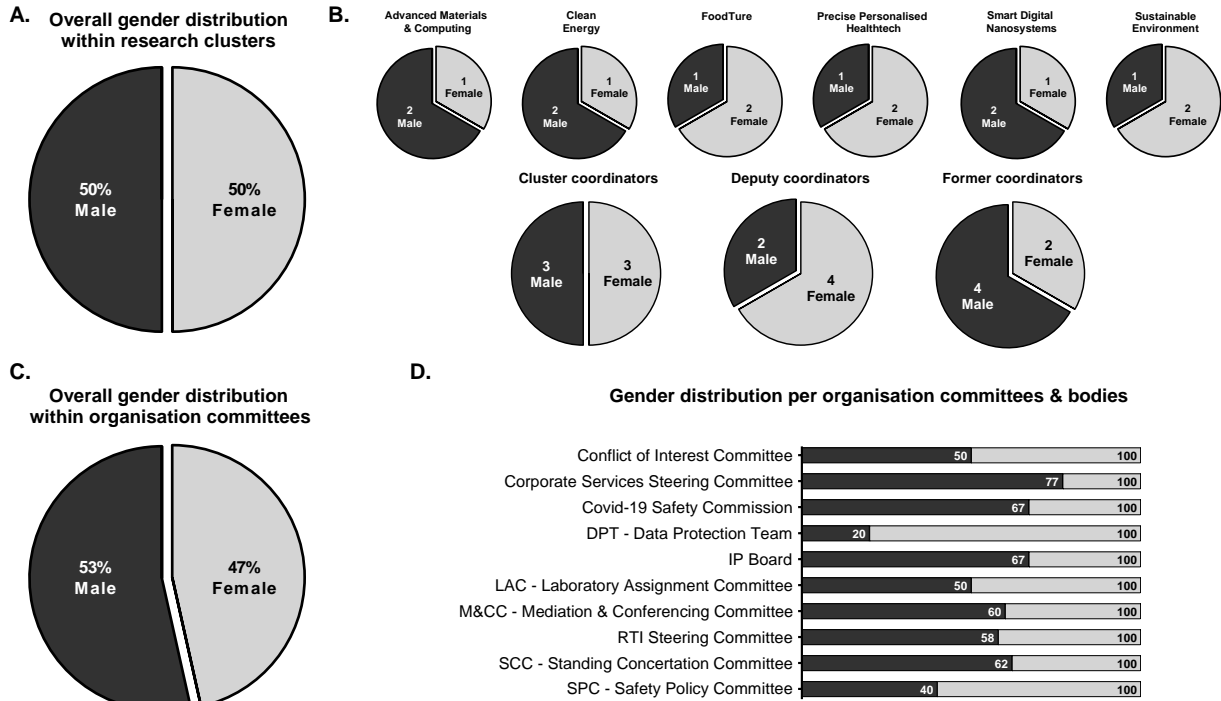 A.
Overall gender distribution
within research clusters
50%
Male
50%
Female
B.
Advanced Materials
& Computing
2
Male
1
Female
Clean
Energy
2
Male
1
Female
FoodTure
1
Male
2
Female
Precise Personalised
Healthtech
1
Male
2
Female
Smart Digital
Nanosystems
2
Male
1
Female
Sustainable
Environment
1
Male
2
Female
Cluster coordinators
3
Male
3
Female
Deputy coordinators
2
Male
4
Female
Former coordinators
4
Male
2
Female
C.
Overall gender distribution
within organisation committees
53%
Male
47%
Female
D.
Gender distribution per organisation committees & bodies
Conflict of Interest Committee 50 100
Corporate Services Steering Committee 77 100
Covid-19 Safety Commission 67 100
DPT - Data Protection Team 20 100
IP Board 67 100
LAC - Laboratory Assignment Committee 50 100
M&CC - Mediation & Conferencing Committee 60 100
RTI Steering Committee 58 100
SCC - Standing Concertation Committee 62 100
SPC - Safety Policy Committee 40 100